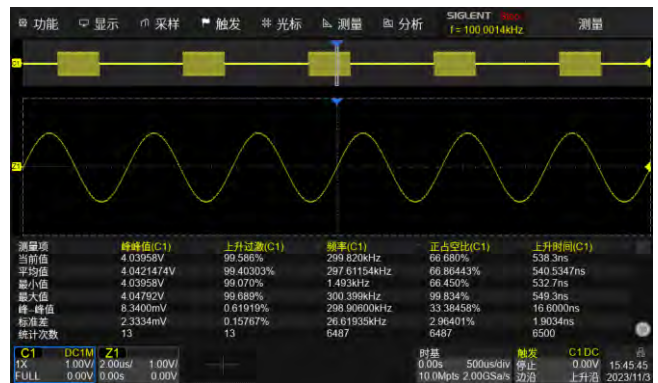 功能 显示 采样 触发 光标 测量 分析 SIGLENT Stop 测量
f = 100.0014kHz
C1
Z1
测量项 峰峰值(C1) 上升过激(C1) 频率(C1) 正占空比(C1) 上升时间(C1)
当前值 4.03958V 99.586% 299.820kHz 66.680% 538.3ns
平均值 4.0421474V 99.40303% 297.61154kHz 66.86443% 540.5347ns
最小值 4.03958V 99.070% 1.493kHz 66.450% 532.7ns
最大值 4.04792V 99.689% 300.399kHz 99.834% 549.3ns
峰-峰值 8.3400mV 0.61919% 298.90600kHz 33.38458% 16.6000ns
标准差 2.3334mV 0.15767% 26.61935kHz 2.96401% 1.9034ns
统计次数 13 13 6487 6487 6500
C1 DC1M Z1 时基 触发 C1 DC
1X 1.00V/ 2.00us/ 1.00V/ 0.00s 500us/div 停止 0.00V 15:45:45
FULL 0.00V 0.00s 0.00V 10.0Mpts 2.00GSa/s 边沿 上升沿 2023/11/3